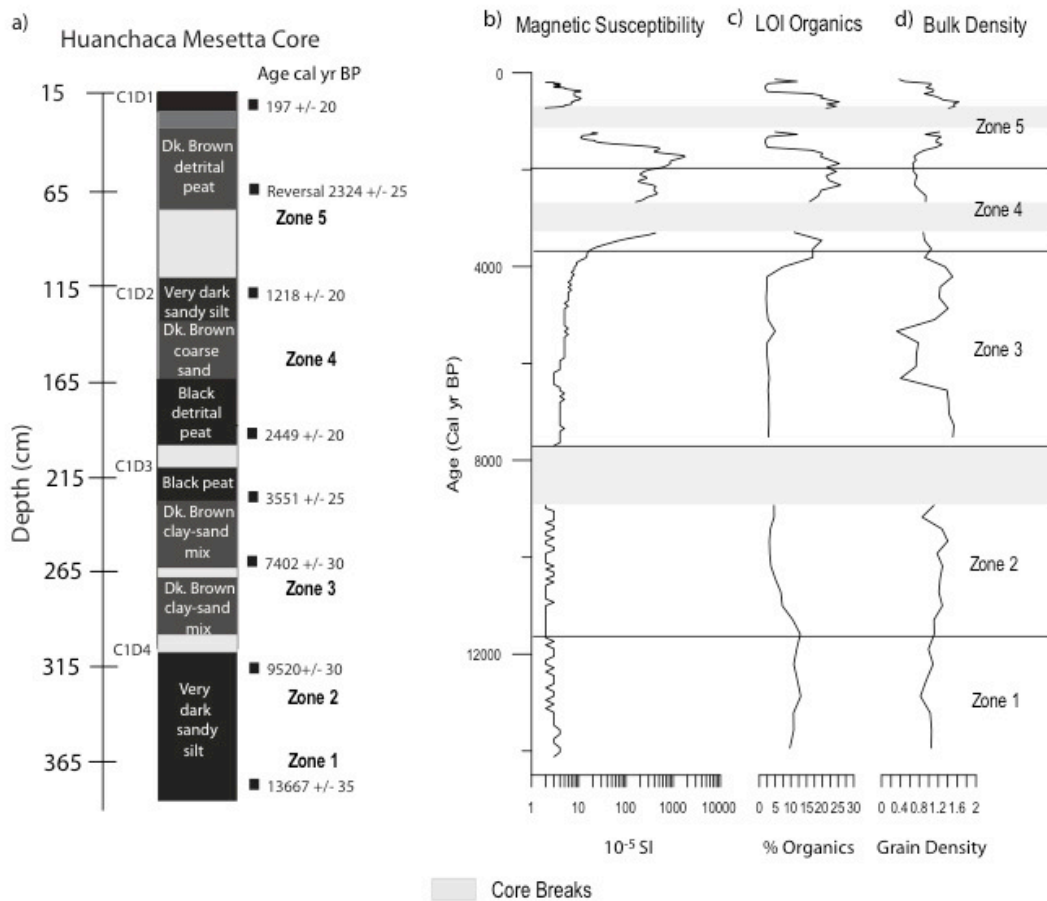 a)
Huanchaca Mesetta Core
Age cal yr BP
Depth (cm)
15
65
115
165
215
265
315
365
C1D1
C1D2
C1D3
C1D4
Dk. Brown
detrital
peat
Very dark
sandy silt
Dk. Brown
coarse
sand
Black
detrital
peat
Black peat
Dk. Brown
clay-sand
mix
Dk. Brown
clay-sand
mix
Very
dark
sandy
silt
197 +/- 20
Reversal 2324 +/- 25
Zone 5
1218 +/- 20
Zone 4
2449 +/- 20
3551 +/- 25
7402 +/- 30
Zone 3
9520+/- 30
Zone 2
Zone 1
13667 +/- 35
b)
Magnetic Susceptibility
c)
LOI Organics
d)
Bulk Density
Age (Cal yr BP)
0
4000
8000
12000
Zone 5
Zone 4
Zone 3
Zone 2
Zone 1
1 10 100 1000 10000
0 5 10 15 20 25 30
0 0.4 0.8 1.2 1.6 2
10-5 SI
% Organics
Grain Density
Core Breaks